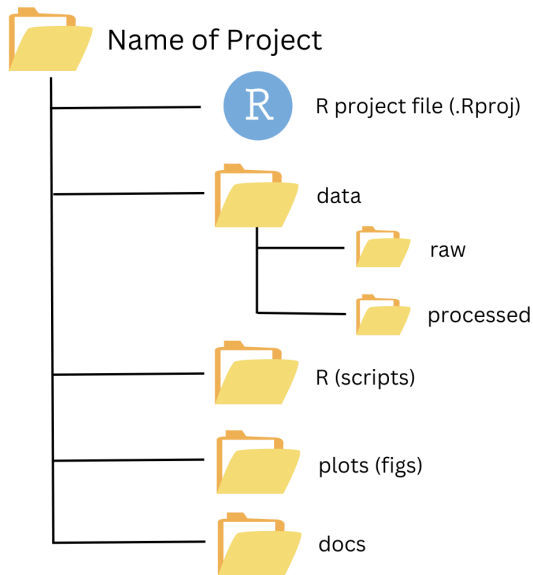 Name of Project
R
R project file (.Rproj)
data
raw
processed
R (scripts)
plots (figs)
docs